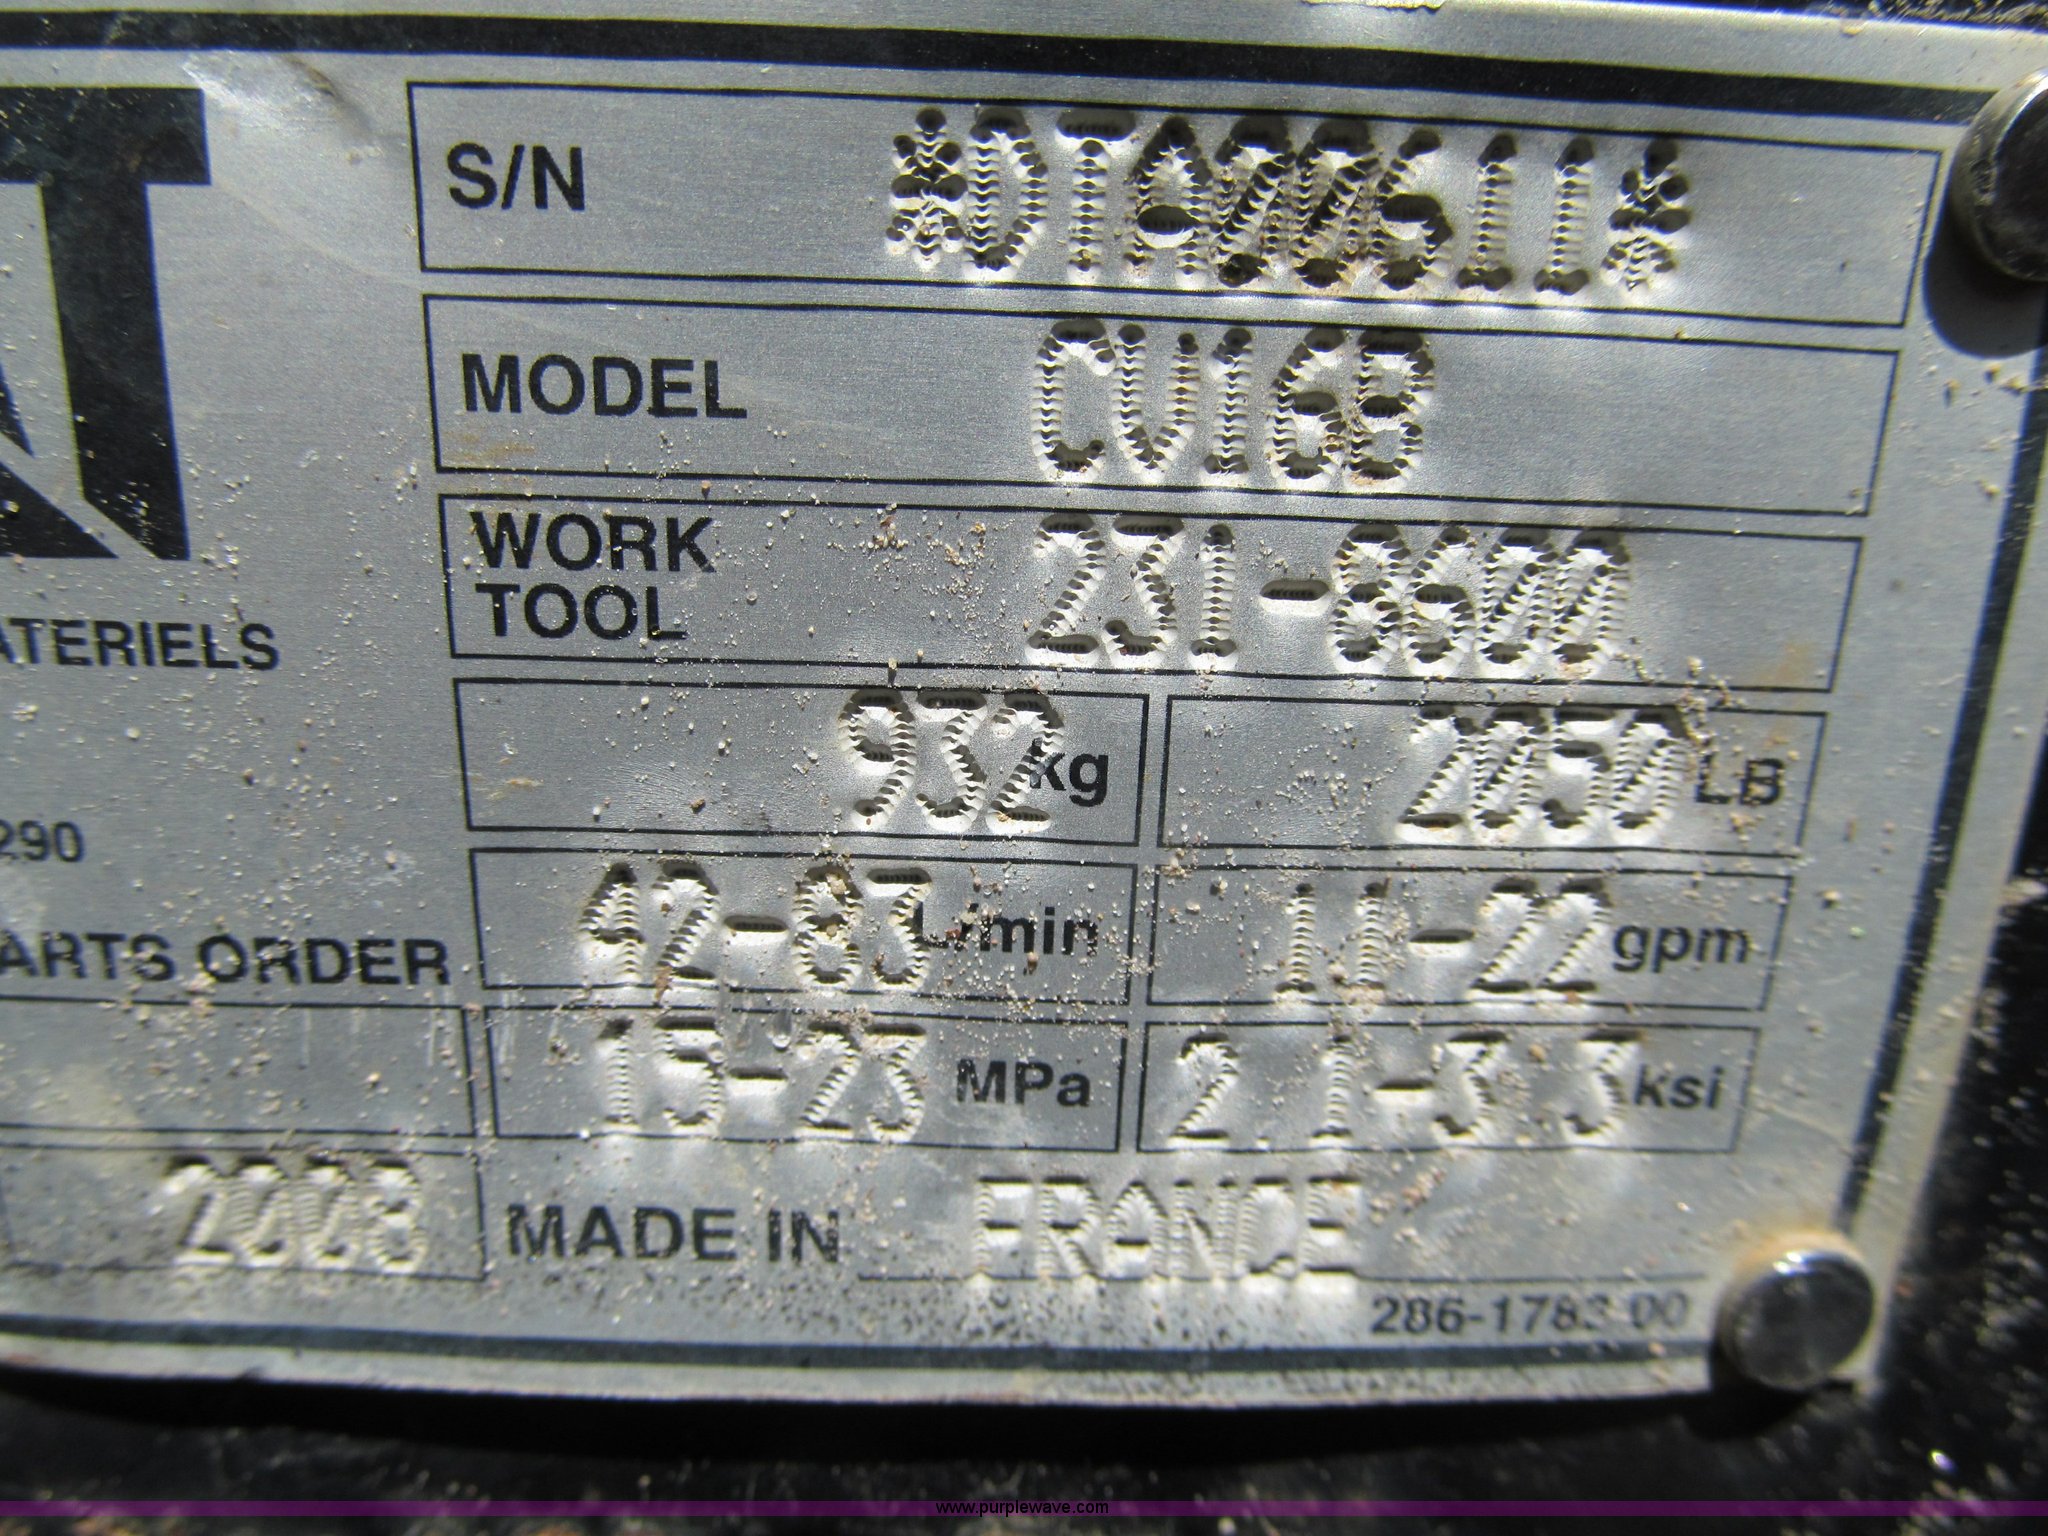 AT
S/N *DTA00611*
MODEL CV16B
WORK TOOL 231-8600
ATERIELS
932 kg 2050 LB
290
42-83 L/min 11-22 gpm
ARTS ORDER
15-23 MPa 2.1-3.3 ksi
2008 MADE IN FRANCE
286-1783 00
www.purplewave.com